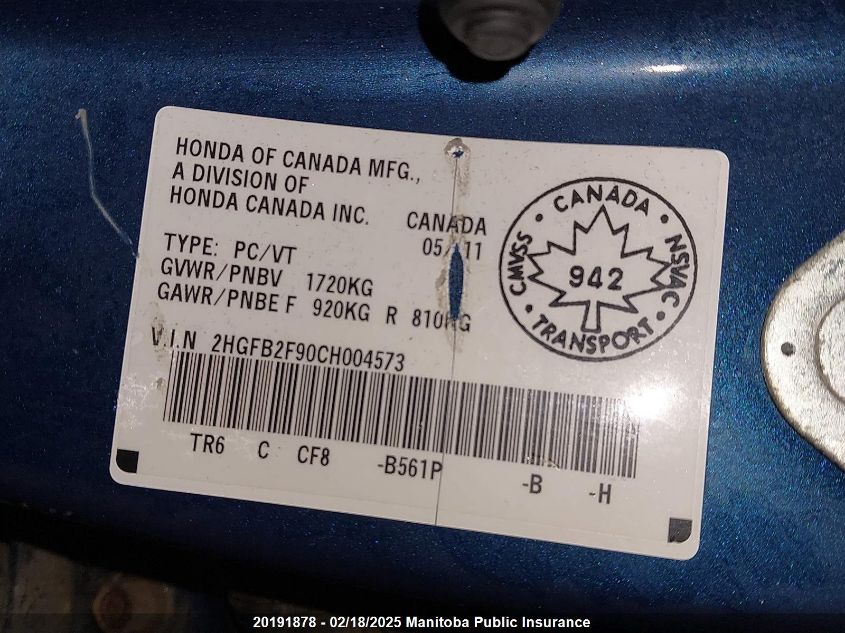 HONDA OF CANADA MFG.,
A DIVISION OF
HONDA CANADA INC. CANADA
05/11
TYPE: PC/VT
GVWR/PNBV 1720KG
GAWR/PNBE F 920KG R 810KG
V.I.N 2HGFB2F90CH004573
TR6 C CF8 -B561P -B -H
CANADA
CMVSS NSVAC
942
TRANSPORT
20191878 - 02/18/2025 Manitoba Public Insurance